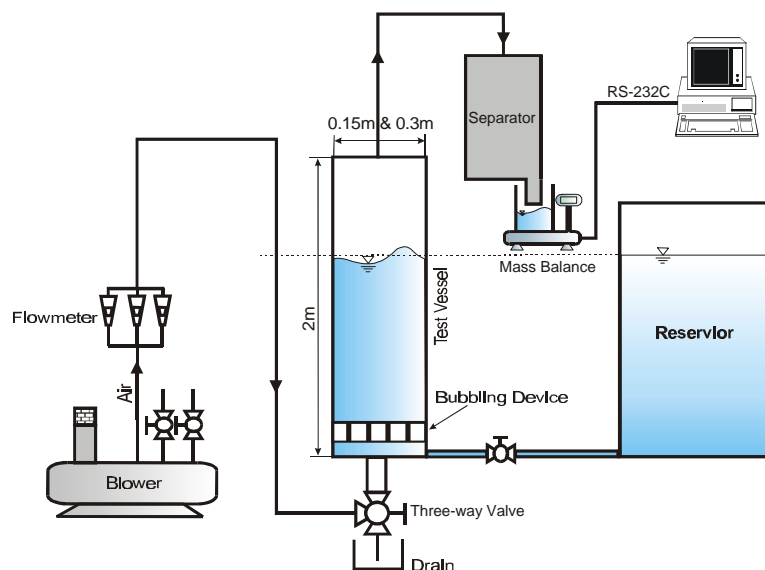 RS-232C
Separator
0.15m & 0.3m
Mass Balance
Flowmeter
2m
Test Vessel
Reservior
Air
Bubbling Device
Blower
Three-way Valve
Drain